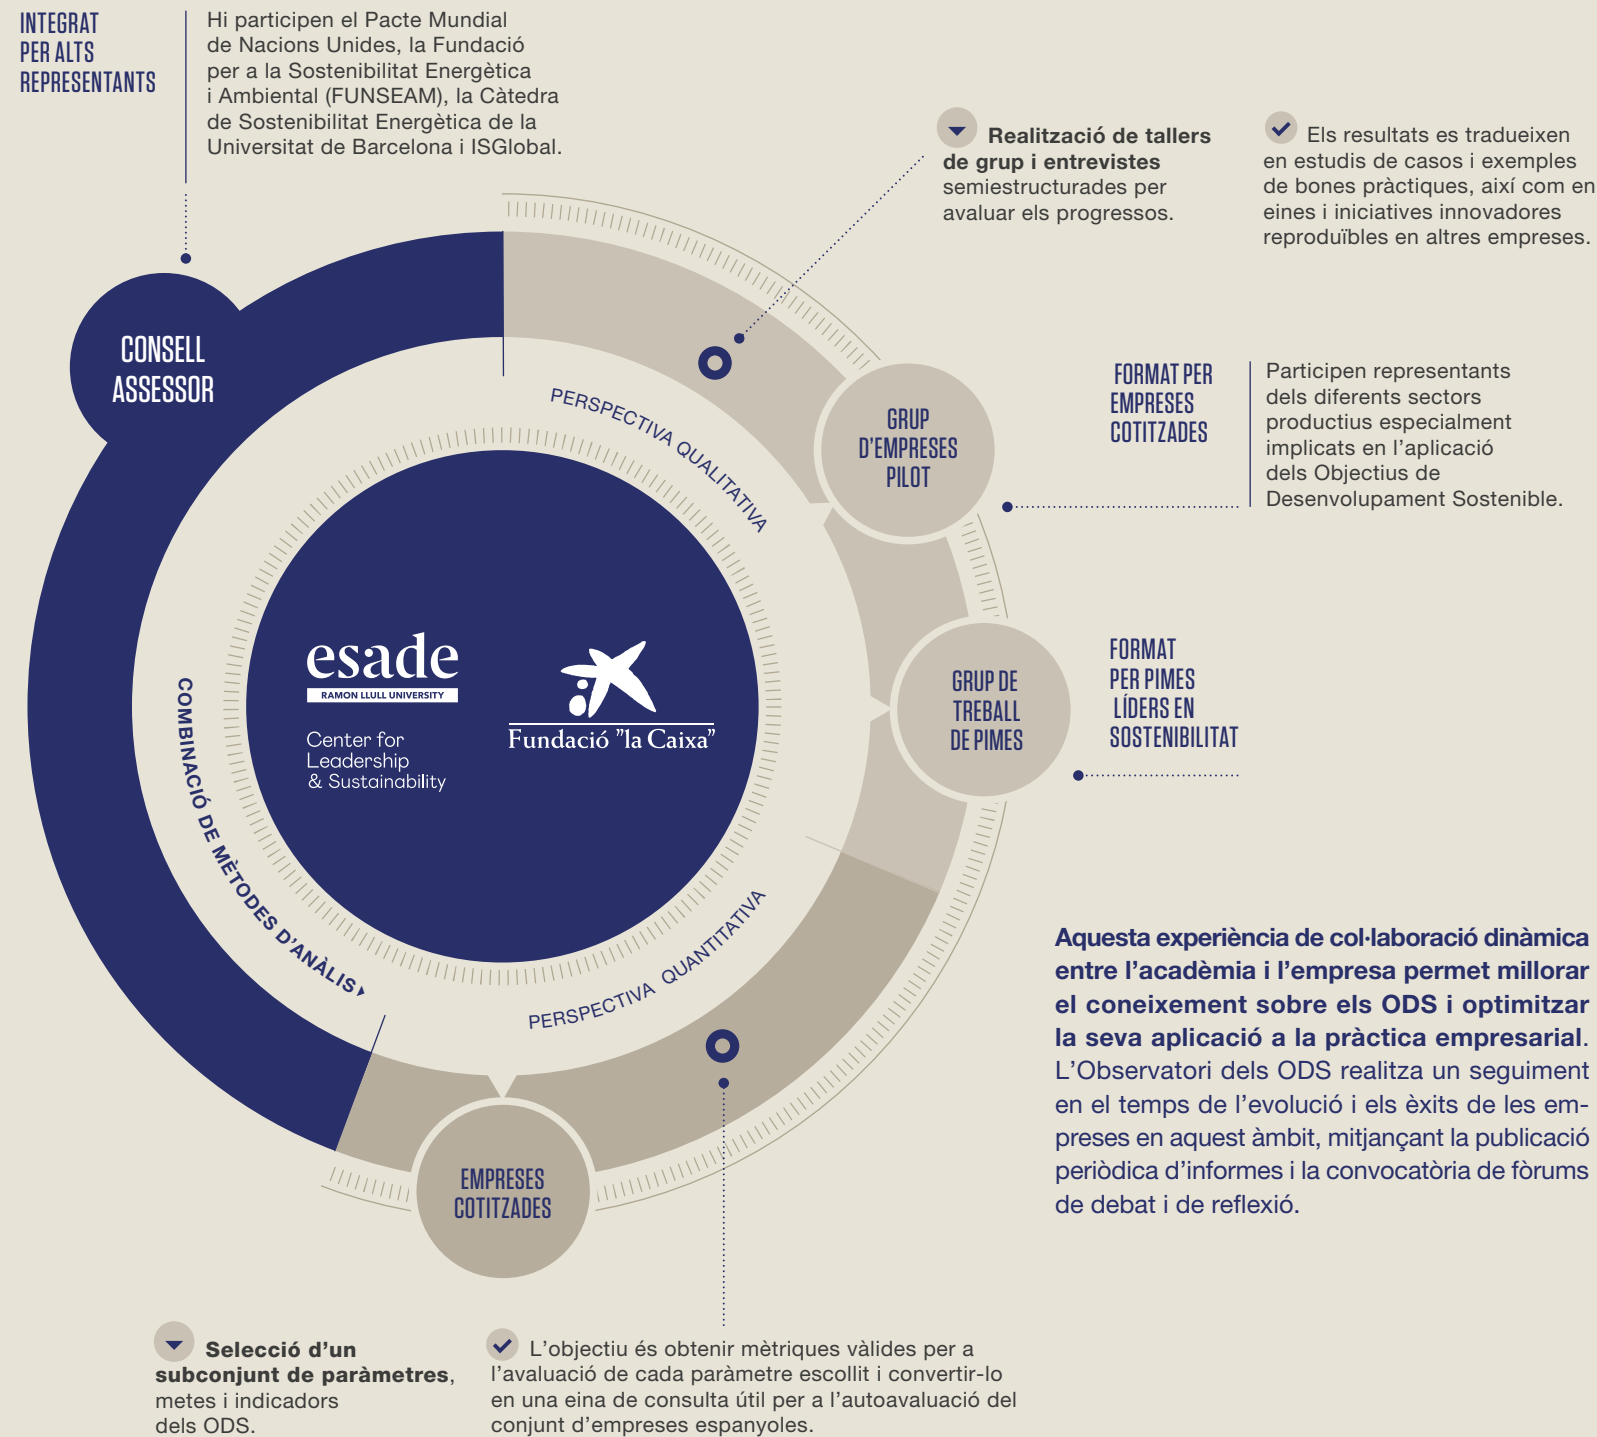 INTEGRAT
PER ALTS
REPRESENTANTS
Hi participen el Pacte Mundial
de Nacions Unides, la Fundació
per a la Sostenibilitat Energètica
i Ambiental (FUNSEAM), la Càtedra
de Sostenibilitat Energètica de la
Universitat de Barcelona i ISGlobal.
Realització de tallers
de grup i entrevistes
semiestructurades per
avaluar els progressos.
Els resultats es tradueixen
en estudis de casos i exemples
de bones pràctiques, així com en
eines i iniciatives innovadores
reproduïbles en altres empreses.
CONSELL
ASSESSOR
PERSPECTIVA QUALITATIVA
GRUP
D'EMPRESES
PILOT
FORMAT PER
EMPRESES
COTITZADES
Participen representants
dels diferents sectors
productius especialment
implicats en l'aplicació
dels Objectius de
Desenvolupament Sostenible.
esade
RAMON LLULL UNIVERSITY
Center for
Leadership
& Sustainability
Fundació "la Caixa"
GRUP DE
TREBALL
DE PIMES
FORMAT
PER PIMES
LÍDERS EN
SOSTENIBILITAT
COMBINACIÓ DE MÈTODES D'ANÀLIS
PERSPECTIVA QUANTITATIVA
EMPRESES
COTITZADES
Aquesta experiència de col·laboració dinàmica
entre l'acadèmia i l'empresa permet millorar
el coneixement sobre els ODS i optimitzar
la seva aplicació a la pràctica empresarial.
L'Observatori dels ODS realitza un seguiment
en el temps de l'evolució i els èxits de les em-
preses en aquest àmbit, mitjançant la publicació
periòdica d'informes i la convocatòria de fòrums
de debat i de reflexió.
Selecció d'un
subconjunt de paràmetres,
metes i indicadors
dels ODS.
L'objectiu és obtenir mètriques vàlides per a
l'avaluació de cada paràmetre escollit i convertir-lo
en una eina de consulta útil per a l'autoavaluació del
conjunt d'empreses espanyoles.